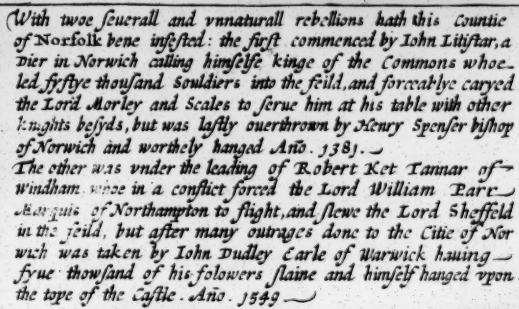 With twoe seuerall and vnnaturall rebellions hath this Countie
of Norfolk bene infested: the first commenced by Iohn Litistar, a
Dier in Norwich calling himselfe kinge of the Commons whoe
led fyftye thousand Souldiers into the feild, and forceablye caryed
the Lord Morley and Scales to serue him at his table with other
knights besyds, but was lastly ouerthrown by Henry Spenser bishop
of Norwich and worthely hanged Año. 1381.
The other was vnder the leading of Robert Ket Tannar of
windham whoe in a conflict forced the Lord William Parr
Marquis of Northampton to flight, and slewe the Lord Sheffeld
in the feild, but after many outrages done to the Citie of Nor
wich was taken by Iohn Dudley Earle of Warwick hauing
fyue thowsand of his folowers slaine and himself hanged vpon
the tope of the Castle. Año. 1549